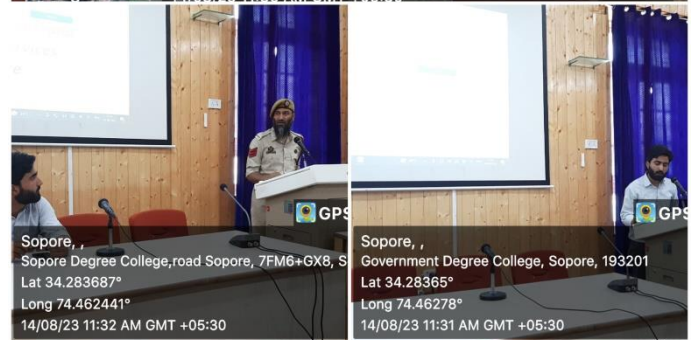 GPS
Sopore, ,
Sopore Degree College,road Sopore, 7FM6+GX8, S
Lat 34.283687°
Long 74.462441°
14/08/23 11:32 AM GMT +05:30
GPS
Sopore, ,
Government Degree College, Sopore, 193201
Lat 34.28365°
Long 74.46278°
14/08/23 11:31 AM GMT +05:30